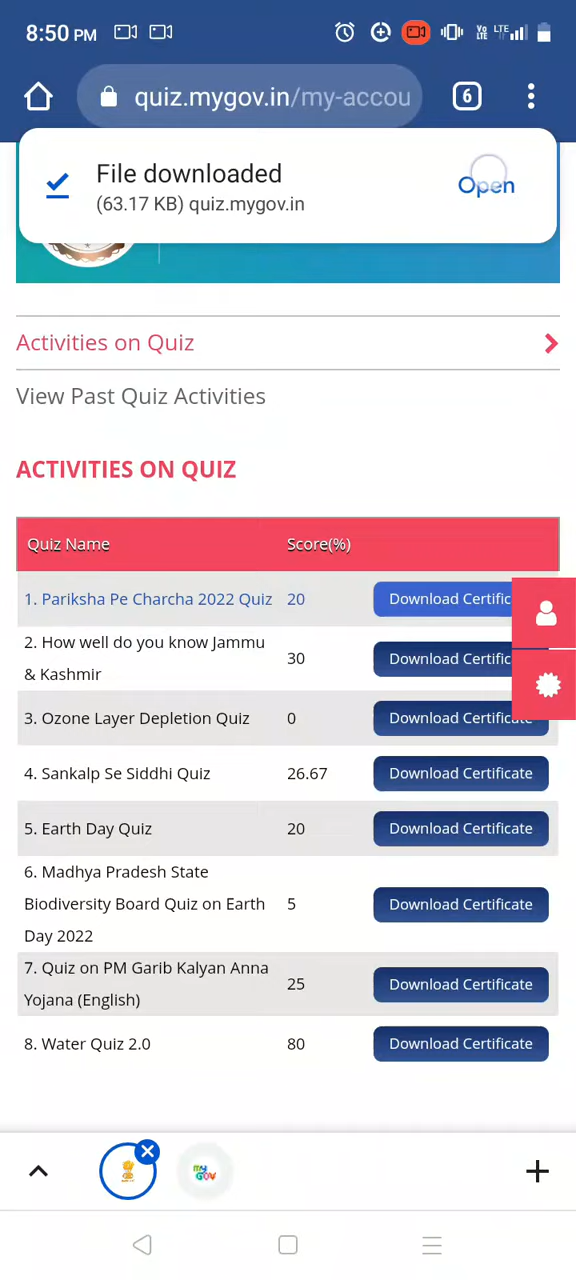 8:50 PM
Vo LTE LTE
quiz.mygov.in/my-accou
6
File downloaded
Open
(63.17 KB) quiz.mygov.in
Activities on Quiz
View Past Quiz Activities
ACTIVITIES ON QUIZ
Quiz Name Score(%)
1. Pariksha Pe Charcha 2022 Quiz 20 Download Certific
2. How well do you know Jammu
& Kashmir 30 Download Certific
3. Ozone Layer Depletion Quiz 0 Download Certificate
4. Sankalp Se Siddhi Quiz 26.67 Download Certificate
5. Earth Day Quiz 20 Download Certificate
6. Madhya Pradesh State
Biodiversity Board Quiz on Earth 5 Download Certificate
Day 2022
7. Quiz on PM Garib Kalyan Anna
Yojana (English) 25 Download Certificate
8. Water Quiz 2.0 80 Download Certificate
my GOV